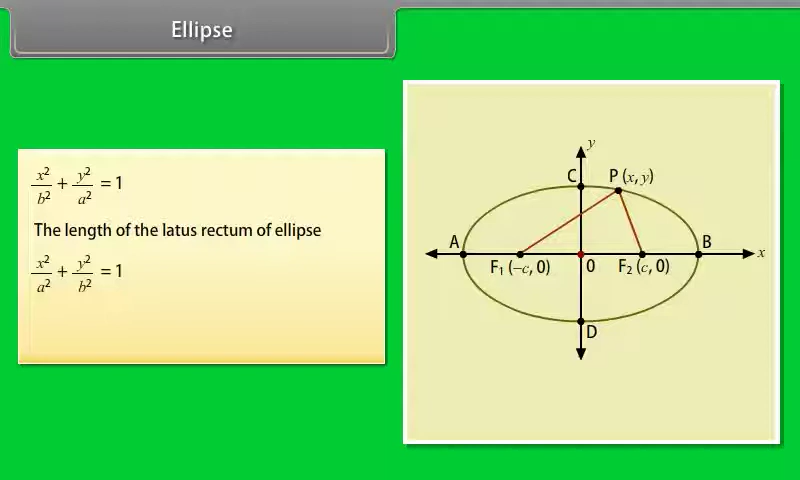 Ellipse
x²/b² + y²/a² = 1
The length of the latus rectum of ellipse
x²/a² + y²/b² = 1
y
C P (x, y)
A B x
F₁ (−c, 0) 0 F₂ (c, 0)
D